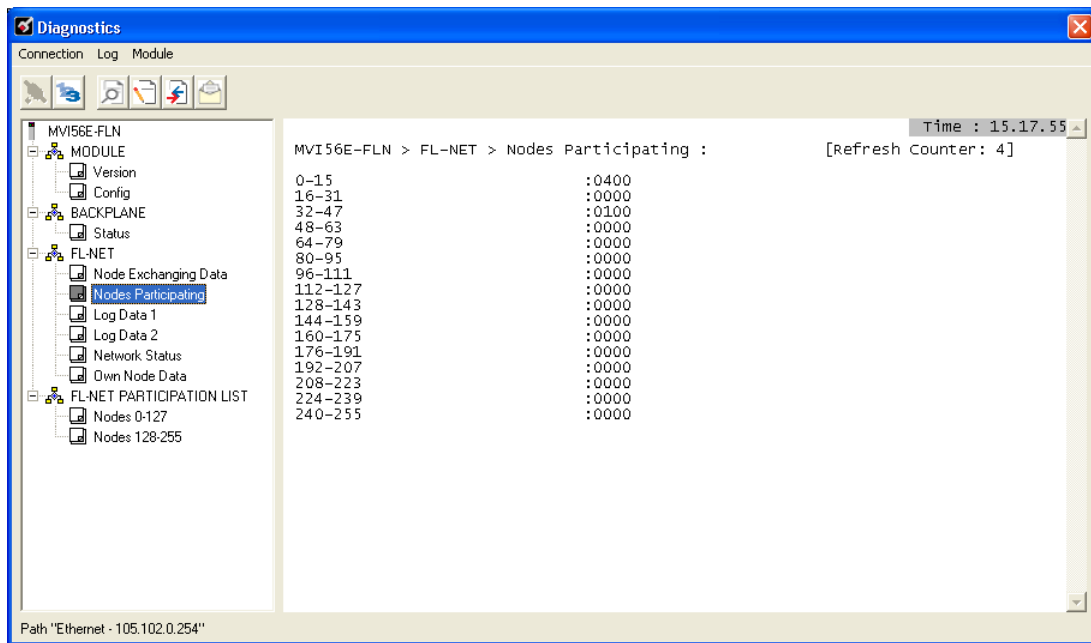 Diagnostics
Connection Log Module
MVI56E-FLN
MODULE
Version
Config
BACKPLANE
Status
FL-NET
Node Exchanging Data
Nodes Participating
Log Data 1
Log Data 2
Network Status
Own Node Data
FL-NET PARTICIPATION LIST
Nodes 0-127
Nodes 128-255
Time : 15.17.55
MVI56E-FLN > FL-NET > Nodes Participating : [Refresh Counter: 4]
0-15 :0400
16-31 :0000
32-47 :0100
48-63 :0000
64-79 :0000
80-95 :0000
96-111 :0000
112-127 :0000
128-143 :0000
144-159 :0000
160-175 :0000
176-191 :0000
192-207 :0000
208-223 :0000
224-239 :0000
240-255 :0000
Path "Ethernet - 105.102.0.254"